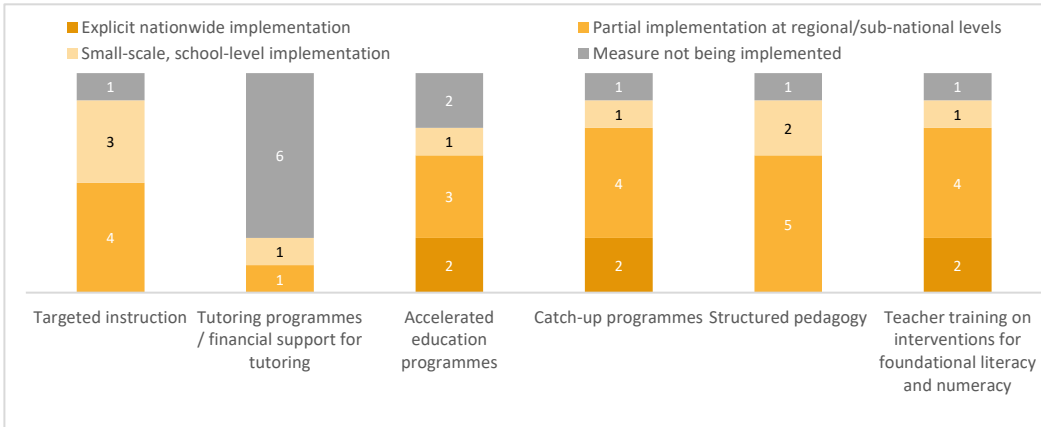 Explicit nationwide implementation
Partial implementation at regional/sub-national levels
Small-scale, school-level implementation
Measure not being implemented
1
3
4
6
1
1
2
1
3
2
1
1
4
2
1
2
5
1
1
4
2
Targeted instruction
Tutoring programmes
/ financial support for
tutoring
Accelerated
education
programmes
Catch-up programmes
Structured pedagogy
Teacher training on
interventions for
foundational literacy
and numeracy